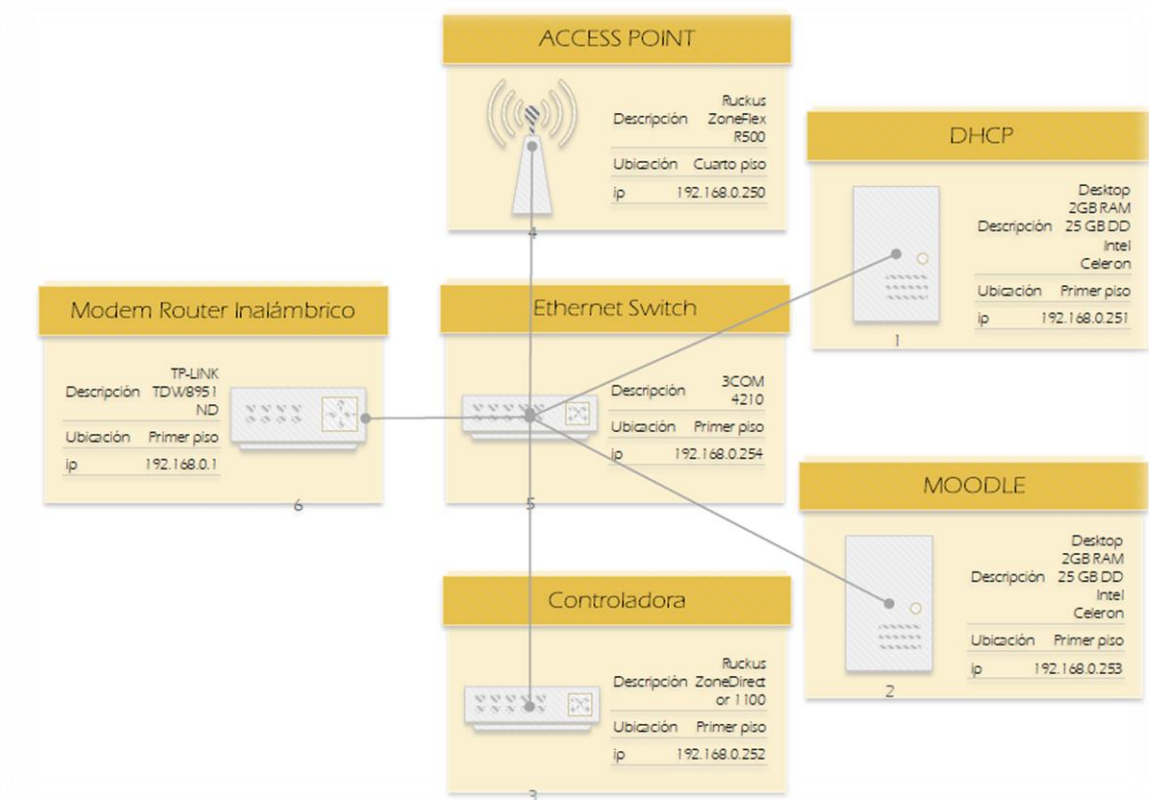 ACCESS POINT
Ruckus
Descripción ZoneFlex
R500
Ubicación Cuarto piso
ip 192.168.0.250
4
DHCP
Desktop
2GB RAM
Descripción 25 GB DD
Intel
Celeron
Ubicación Primer piso
ip 192.168.0.251
1
Modem Router Inalámbrico
TP-LINK
Descripción TDW8951
ND
Ubicación Primer piso
ip 192.168.0.1
6
Ethernet Switch
Descripción 3COM
4210
Ubicación Primer piso
ip 192.168.0.254
5
MOODLE
Desktop
2GB RAM
Descripción 25 GB DD
Intel
Celeron
Ubicación Primer piso
ip 192.168.0.253
2
Controladora
Ruckus
Descripción ZoneDirect
or 1100
Ubicación Primer piso
ip 192.168.0.252
3